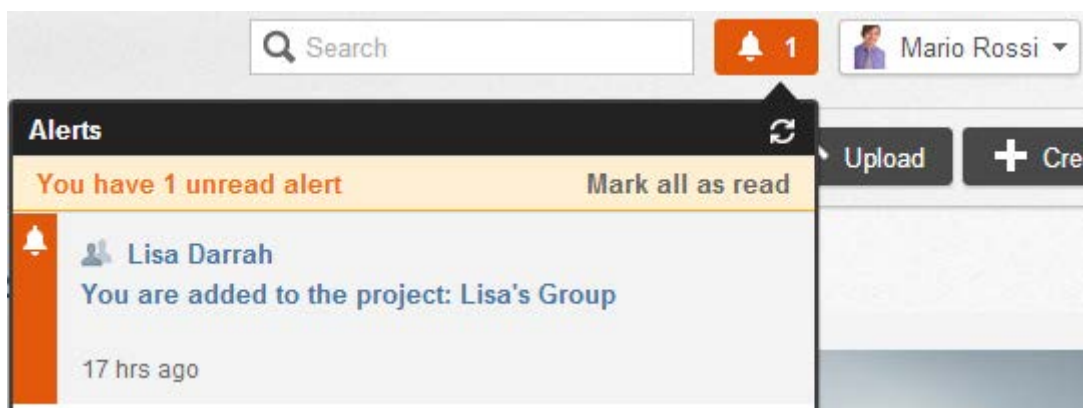 Search
1
Mario Rossi
Alerts
Upload
Cre
You have 1 unread alert
Mark all as read
Lisa Darrah
You are added to the project: Lisa's Group
17 hrs ago